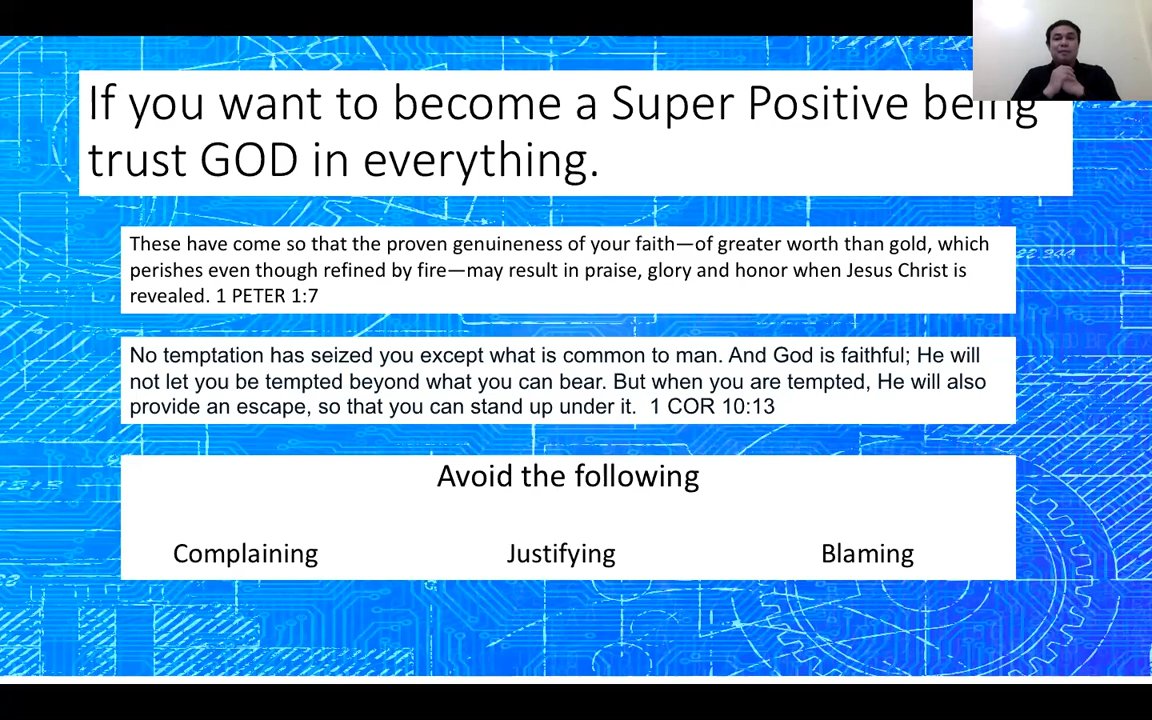 If you want to become a Super Positive being
trust GOD in everything.
These have come so that the proven genuineness of your faith—of greater worth than gold, which
perishes even though refined by fire—may result in praise, glory and honor when Jesus Christ is
revealed. 1 PETER 1:7
No temptation has seized you except what is common to man. And God is faithful; He will
not let you be tempted beyond what you can bear. But when you are tempted, He will also
provide an escape, so that you can stand up under it. 1 COR 10:13
Avoid the following
Complaining Justifying Blaming